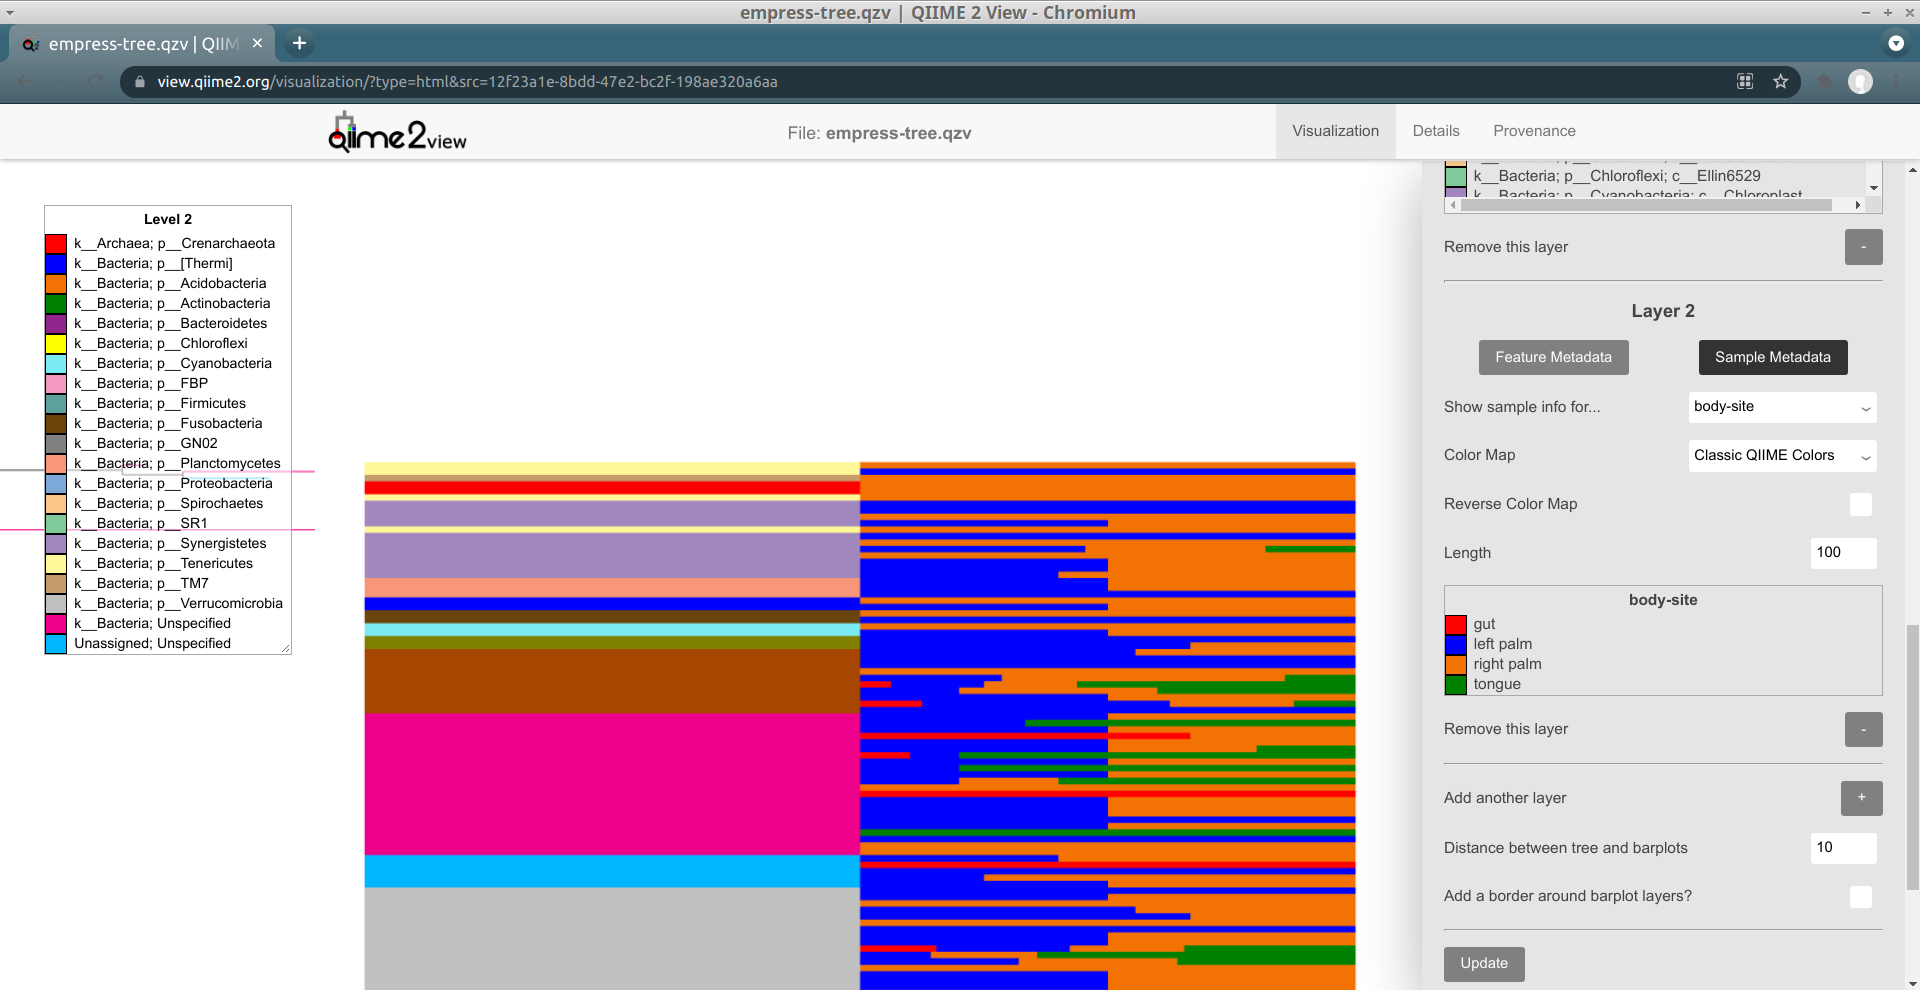 empress-tree.qzv | QIIME 2 View - Chromium
empress-tree.qzv | QIIM
view.qiime2.org/visualization/?type=html&src=12f23a1e-8bdd-47e2-bc2f-198ae320a6aa
qiime2view
File: empress-tree.qzv
Visualization
Details
Provenance
k__Bacteria; p__Chloroflexi; c__Ellin6529
k__Bacteria; p__Cyanobacteria; c__Chloroplast
Remove this layer
-
Level 2
k__Archaea; p__Crenarchaeota
k__Bacteria; p__[Thermi]
k__Bacteria; p__Acidobacteria
k__Bacteria; p__Actinobacteria
k__Bacteria; p__Bacteroidetes
k__Bacteria; p__Chloroflexi
k__Bacteria; p__Cyanobacteria
k__Bacteria; p__FBP
k__Bacteria; p__Firmicutes
k__Bacteria; p__Fusobacteria
k__Bacteria; p__GN02
k__Bacteria; p__Planctomycetes
k__Bacteria; p__Proteobacteria
k__Bacteria; p__Spirochaetes
k__Bacteria; p__SR1
k__Bacteria; p__Synergistetes
k__Bacteria; p__Tenericutes
k__Bacteria; p__TM7
k__Bacteria; p__Verrucomicrobia
k__Bacteria; Unspecified
Unassigned; Unspecified
Layer 2
Feature Metadata
Sample Metadata
Show sample info for...
body-site
Color Map
Classic QIIME Colors
Reverse Color Map
Length
100
body-site
gut
left palm
right palm
tongue
Remove this layer
-
Add another layer
+
Distance between tree and barplots
10
Add a border around barplot layers?
Update